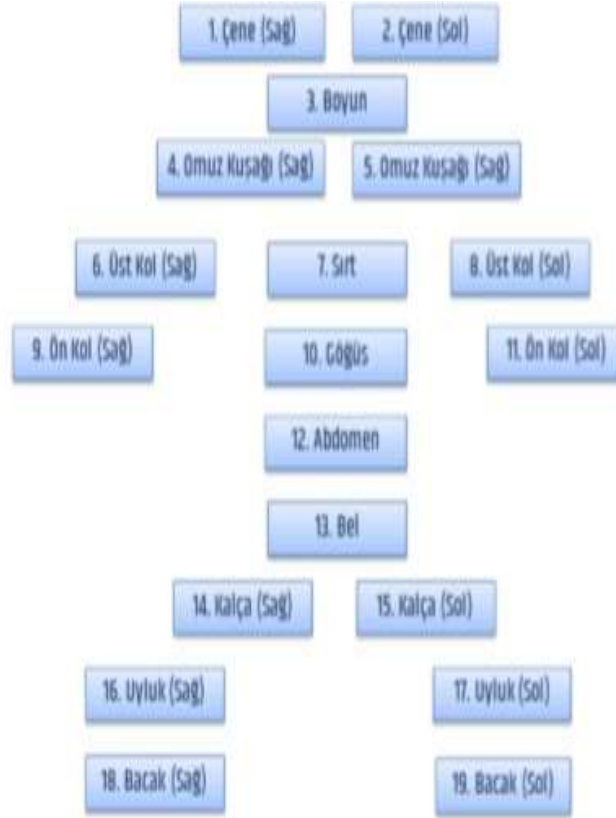 1. Çene (Sağ)
2. Çene (Sol)
3. Boyun
4. Omuz Kuşağı (Sağ)
5. Omuz Kuşağı (Sağ)
6. Üst Kol (Sağ)
7. Sırt
8. Üst Kol (Sol)
9. Ön Kol (Sağ)
10. Göğüs
11. Ön Kol (Sol)
12. Abdomen
13. Bel
14. Kalça (Sağ)
15. Kalça (Sol)
16. Uyluk (Sağ)
17. Uyluk (Sol)
18. Bacak (Sağ)
19. Bacak (Sol)